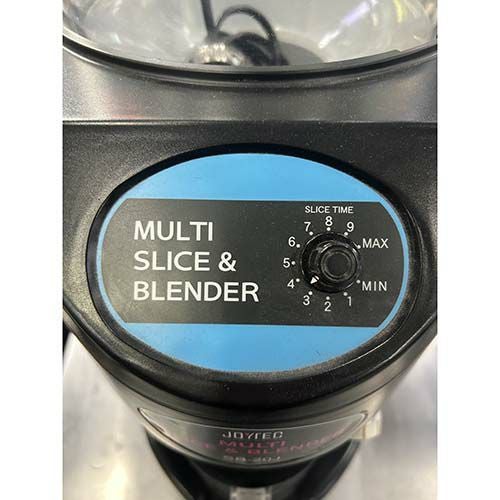 MULTI
SLICE &
BLENDER
SLICE TIME
7 8 9
6 MAX
5
4 MIN
3 2 1
JOYTEC
MULTI
& BLENDER